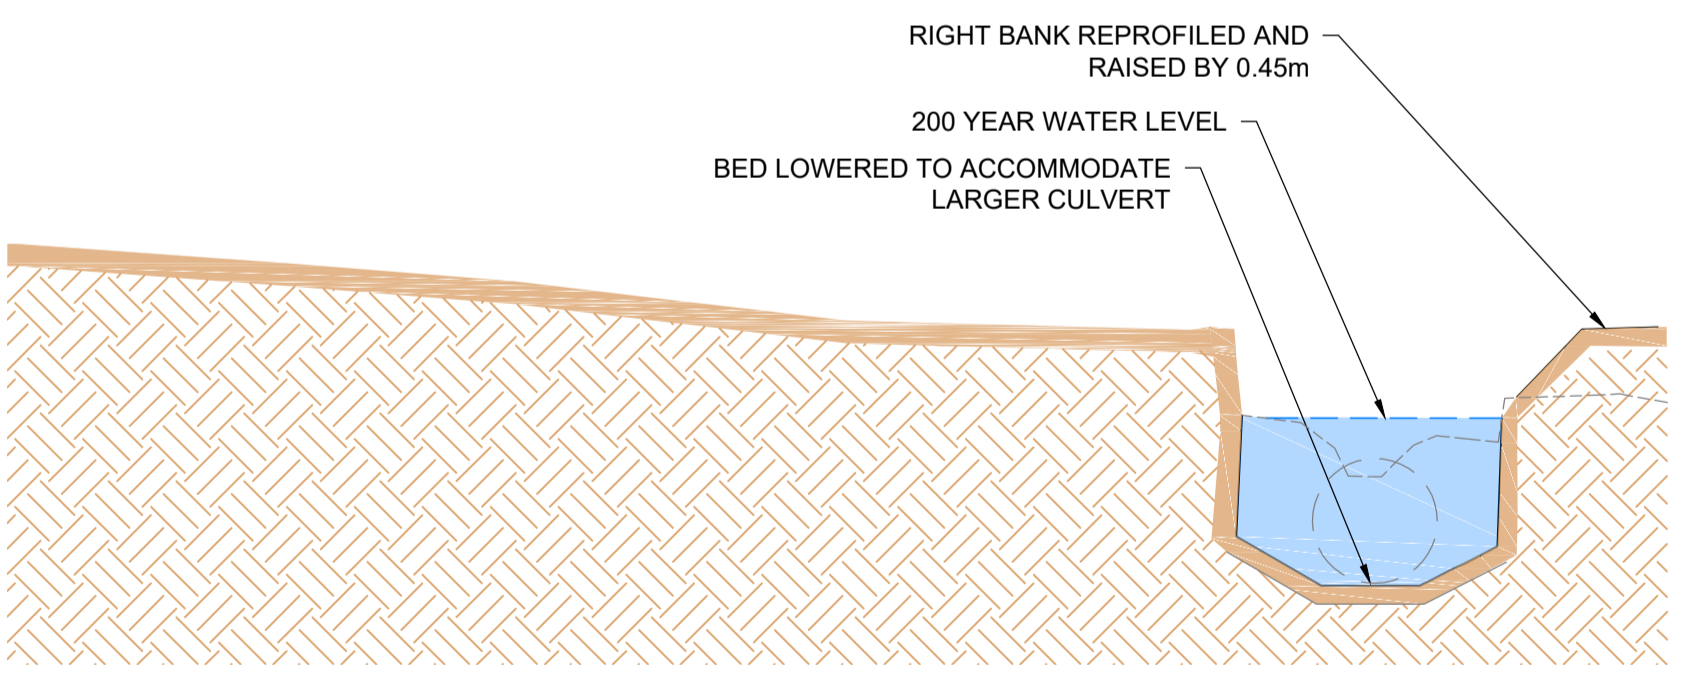 RIGHT BANK REPROFILED AND
RAISED BY 0.45m
200 YEAR WATER LEVEL
BED LOWERED TO ACCOMMODATE
LARGER CULVERT